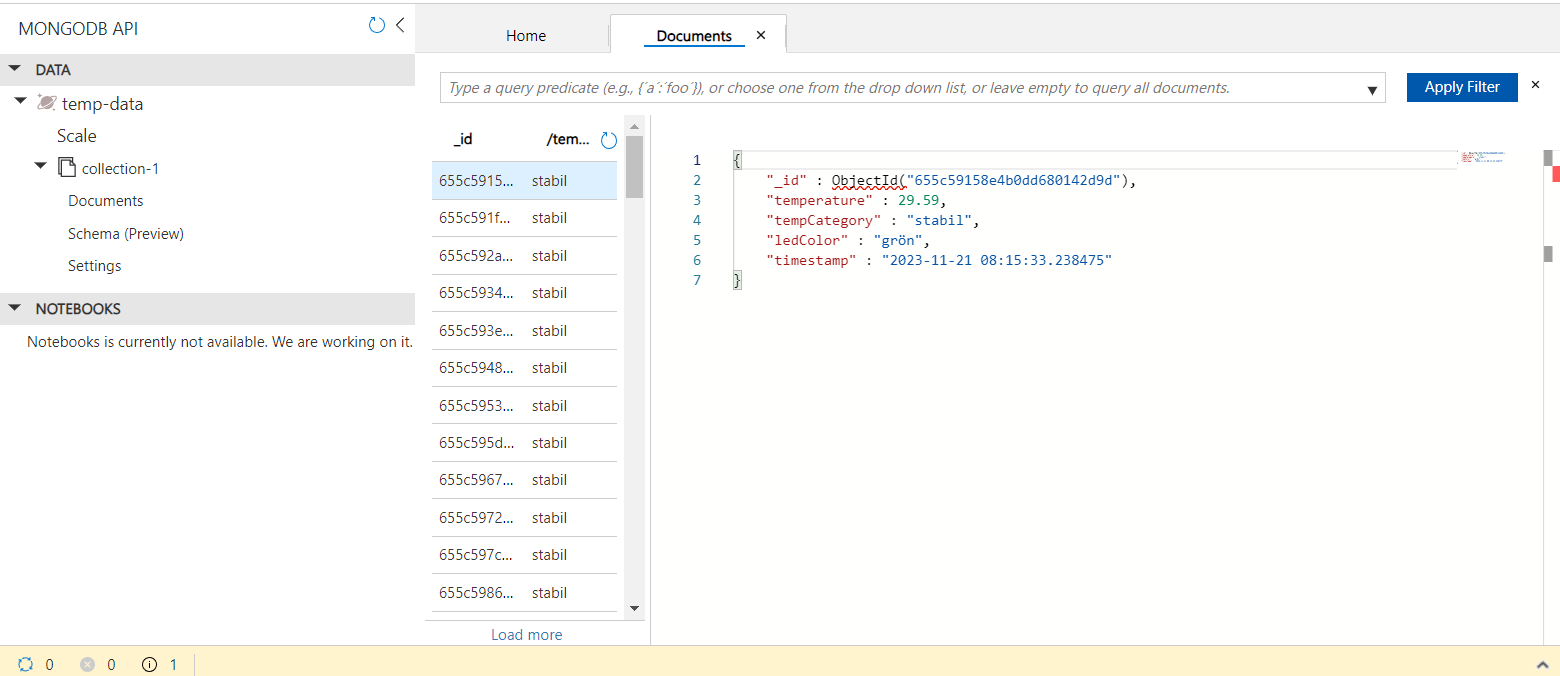 MONGODB API
DATA
temp-data
Scale
collection-1
Documents
Schema (Preview)
Settings
NOTEBOOKS
Notebooks is currently not available. We are working on it.
Home
Documents
Type a query predicate (e.g., {´a´:´foo´}), or choose one from the drop down list, or leave empty to query all documents.
Apply Filter
_id /tem...
655c5915... stabil
655c591f... stabil
655c592a... stabil
655c5934... stabil
655c593e... stabil
655c5948... stabil
655c5953... stabil
655c595d... stabil
655c5967... stabil
655c5972... stabil
655c597c... stabil
655c5986... stabil
Load more
1 {
2 "_id" : ObjectId("655c59158e4b0dd680142d9d"),
3 "temperature" : 29.59,
4 "tempCategory" : "stabil",
5 "ledColor" : "grön",
6 "timestamp" : "2023-11-21 08:15:33.238475"
7 }
0 0 1